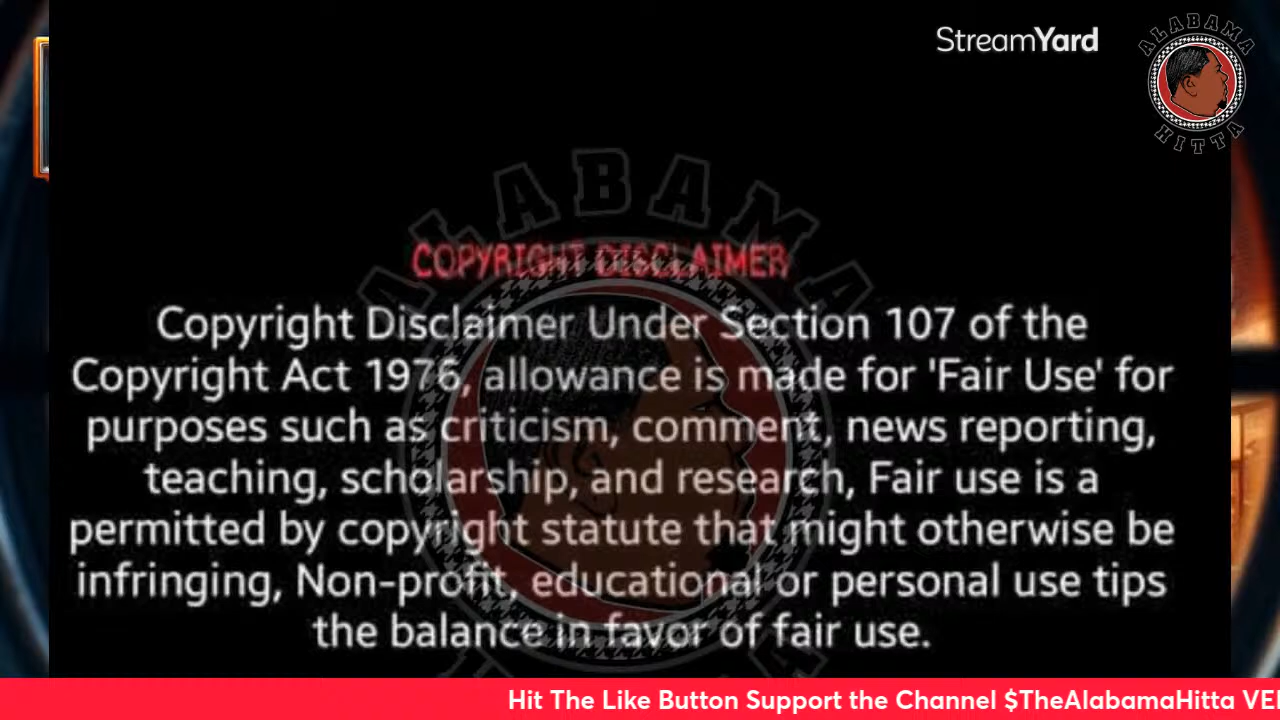 StreamYard
ALABAMA
HITTA
ALABAMA
COPYRIGHT DISCLAIMER
Copyright Disclaimer Under Section 107 of the
Copyright Act 1976, allowance is made for 'Fair Use' for
purposes such as criticism, comment, news reporting,
teaching, scholarship, and research, Fair use is a
permitted by copyright statute that might otherwise be
infringing, Non-profit, educational or personal use tips
the balance in favor of fair use.
Hit The Like Button Support the Channel $TheAlabamaHitta